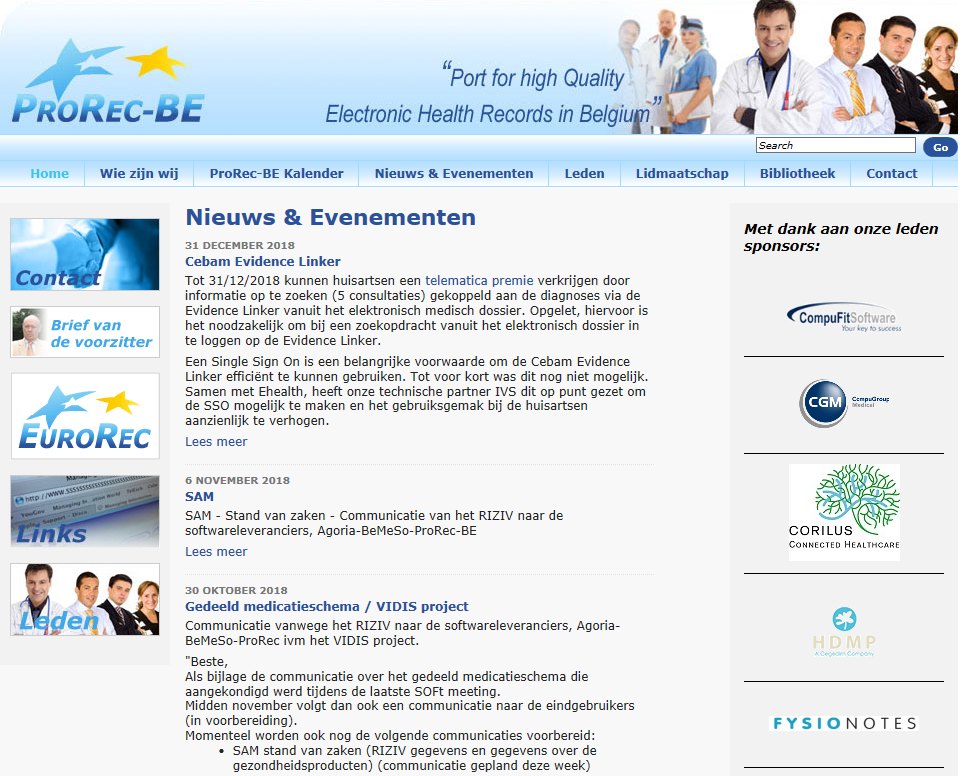 PROREC-BE
“Port for high Quality
Electronic Health Records in Belgium”
Search
Go
Home
Wie zijn wij
ProRec-BE Kalender
Nieuws & Evenementen
Leden
Lidmaatschap
Bibliotheek
Contact
Contact
Brief van
de voorzitter
EUROREC
Links
Leden
Nieuws & Evenementen
31 DECEMBER 2018
Cebam Evidence Linker
Tot 31/12/2018 kunnen huisartsen een telematica premie verkrijgen door
informatie op te zoeken (5 consultaties) gekoppeld aan de diagnoses via de
Evidence Linker vanuit het elektronisch medisch dossier. Opgelet, hiervoor is
het noodzakelijk om bij een zoekopdracht vanuit het elektronisch dossier in
te loggen op de Evidence Linker.
Een Single Sign On is een belangrijke voorwaarde om de Cebam Evidence
Linker efficiënt te kunnen gebruiken. Tot voor kort was dit nog niet mogelijk.
Samen met Ehealth, heeft onze technische partner IVS dit op punt gezet om
de SSO mogelijk te maken en het gebruiksgemak bij de huisartsen
aanzienlijk te verhogen.
Lees meer
6 NOVEMBER 2018
SAM
SAM - Stand van zaken - Communicatie van het RIZIV naar de
softwareleveranciers, Agoria-BeMeSo-ProRec-BE
Lees meer
30 OKTOBER 2018
Gedeeld medicatieschema / VIDIS project
Communicatie vanwege het RIZIV naar de softwareleveranciers, Agoria-
BeMeSo-ProRec ivm het VIDIS project.
"Beste,
Als bijlage de communicatie over het gedeeld medicatieschema die
aangekondigd werd tijdens de laatste SOFt meeting.
Midden november volgt dan ook een communicatie naar de eindgebruikers
(in voorbereiding).
Momenteel worden ook nog de volgende communicaties voorbereid:
• SAM stand van zaken (RIZIV gegevens en gegevens over de
gezondheidsproducten) (communicatie gepland deze week)
Met dank aan onze leden
sponsors:
CompuFitSoftware
Your key to success
CGM
CompuGroup
Medical
CORILUS
CONNECTED HEALTHCARE
HDMP
A Cegedim Company
FYSIONOTES